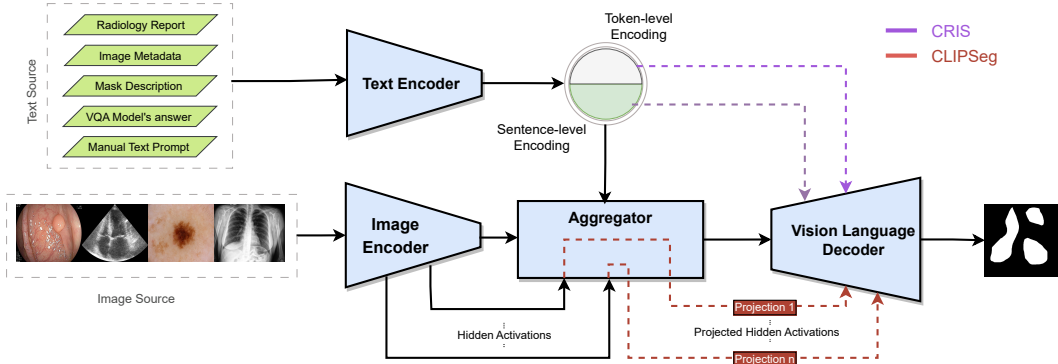 Text Source
Radiology Report
Image Metadata
Mask Description
VQA Model's answer
Manual Text Prompt
Text Encoder
Token-level
Encoding
Sentence-level
Encoding
CRIS
CLIPSeg
Image Source
Image
Encoder
Aggregator
Vision Language
Decoder
Hidden Activations
Projection 1
Projected Hidden Activations
Projection n